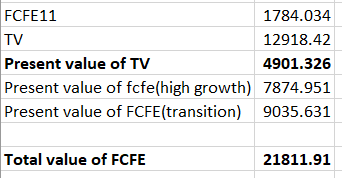 FCFE11 1784.034
TV 12918.42
Present value of TV 4901.326
Present value of fcfe(high growth) 7874.951
Present value of FCFE(transition) 9035.631
Total value of FCFE 21811.91